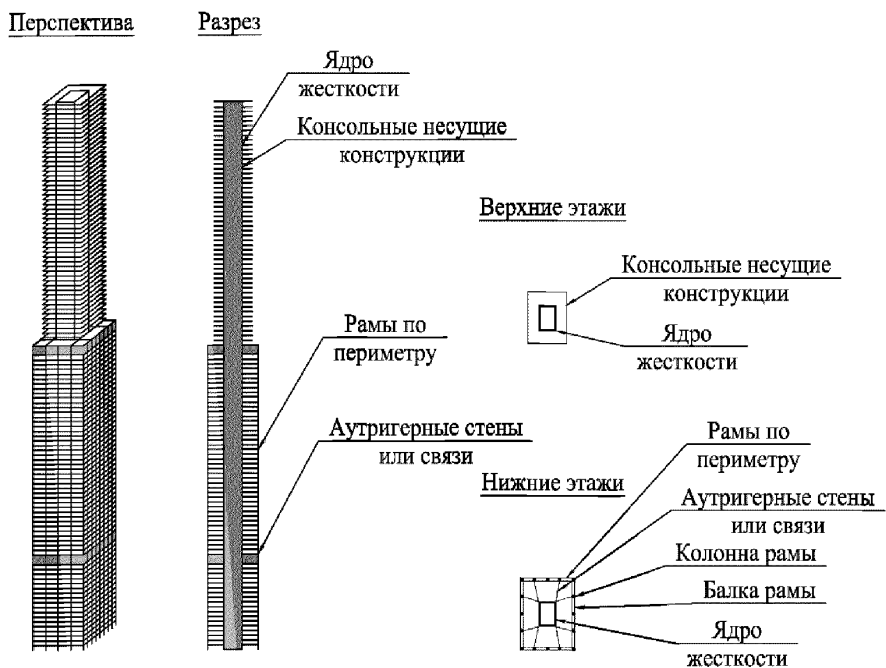 Перспектива
Разрез
Ядро
жесткости
Консольные несущие
конструкции
Рамы по
периметру
Аутригерные стены
или связи
Верхние этажи
Консольные несущие
конструкции
Ядро
жесткости
Нижние этажи
Рамы по
периметру
Аутригерные стены
или связи
Колонна рамы
Балка рамы
Ядро
жесткости